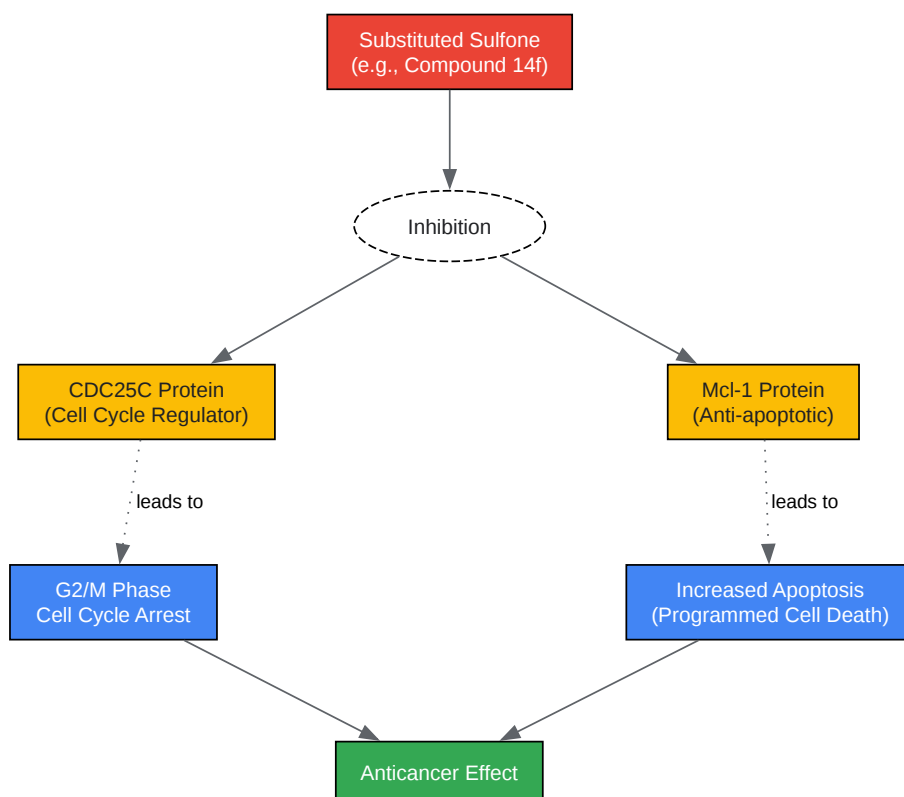 Substituted Sulfone
(e.g., Compound 14f)
Inhibition
CDC25C Protein
(Cell Cycle Regulator)
Mcl-1 Protein
(Anti-apoptotic)
leads to
leads to
G2/M Phase
Cell Cycle Arrest
Increased Apoptosis
(Programmed Cell Death)
Anticancer Effect